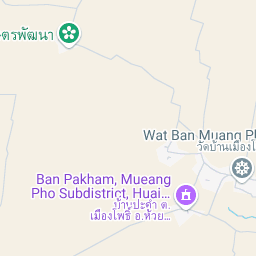 ตรพัฒนา
Wat Ban Muang Ph
วัดบ้านเมืองโ
Ban Pakham, Mueang
Pho Subdistrict, Huai...
บ้านปะคำ ต.
เมืองโพธิ์ อ.ห้วย...